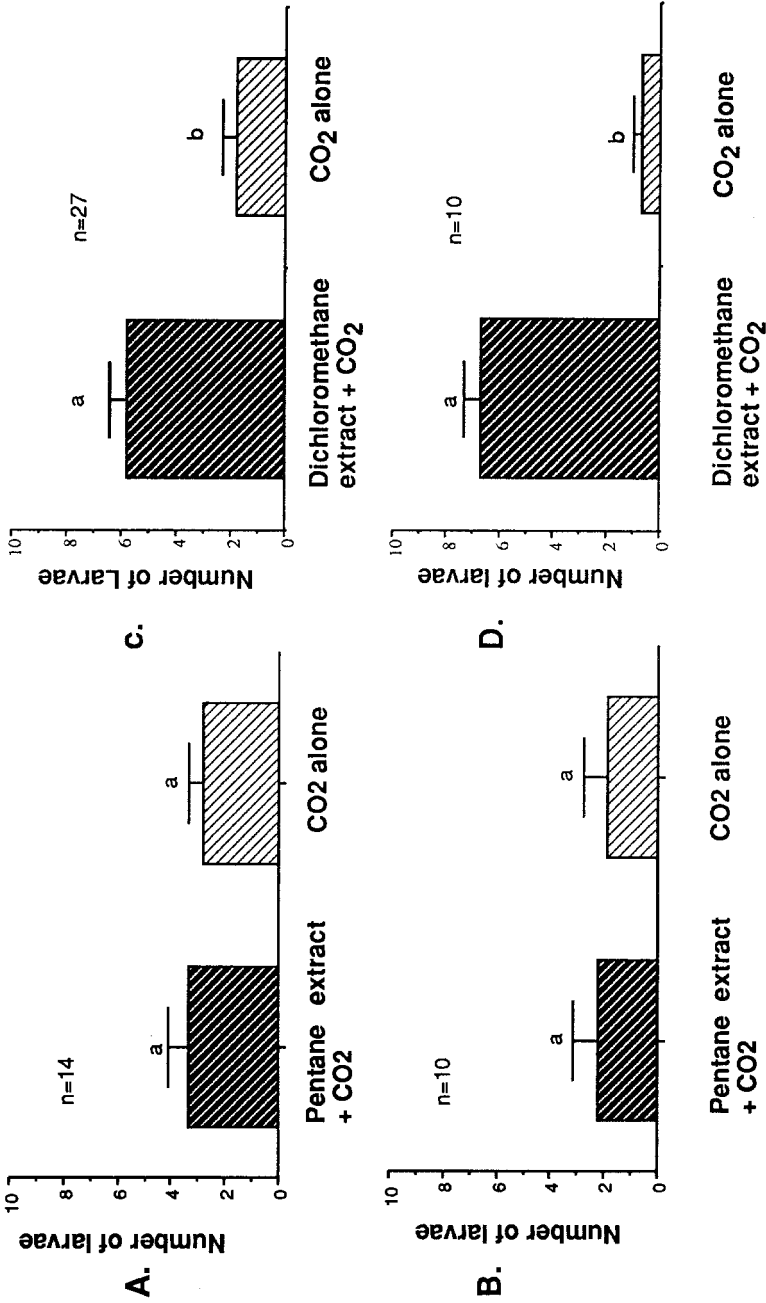 A.
Number of larvae
10
8
6
4
2
0
n=14
a
a
Pentane extract
+ CO2
CO2 alone
B.
Number of larvae
10
8
6
4
2
0
n=10
a
a
Pentane extract
+ CO2
CO2 alone
C.
Number of Larvae
10
8
6
4
2
0
n=27
a
b
Dichloromethane
extract + CO2
CO2 alone
D.
Number of larvae
10
8
6
4
2
0
n=10
a
b
Dichloromethane
extract + CO2
CO2 alone